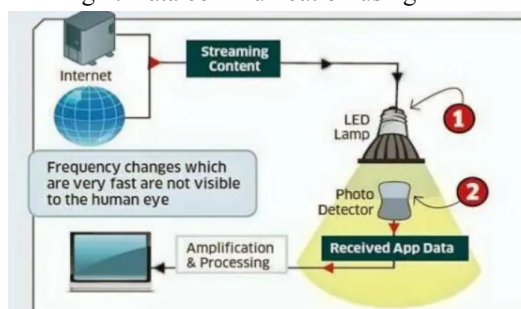 Streaming
Content
Internet
LED
Lamp
1
Frequency changes which
are very fast are not visible
to the human eye
Photo
Detector
2
Amplification
& Processing
Received App Data